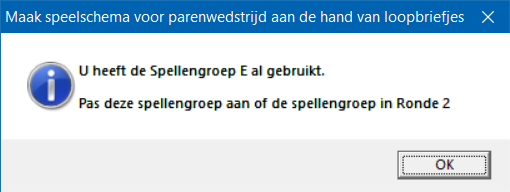 Maak speelschema voor parenwedstrijd aan de hand van loopbriefjes
U heeft de Spellengroep E al gebruikt.
Pas deze spellengroep aan of de spellengroep in Ronde 2
OK